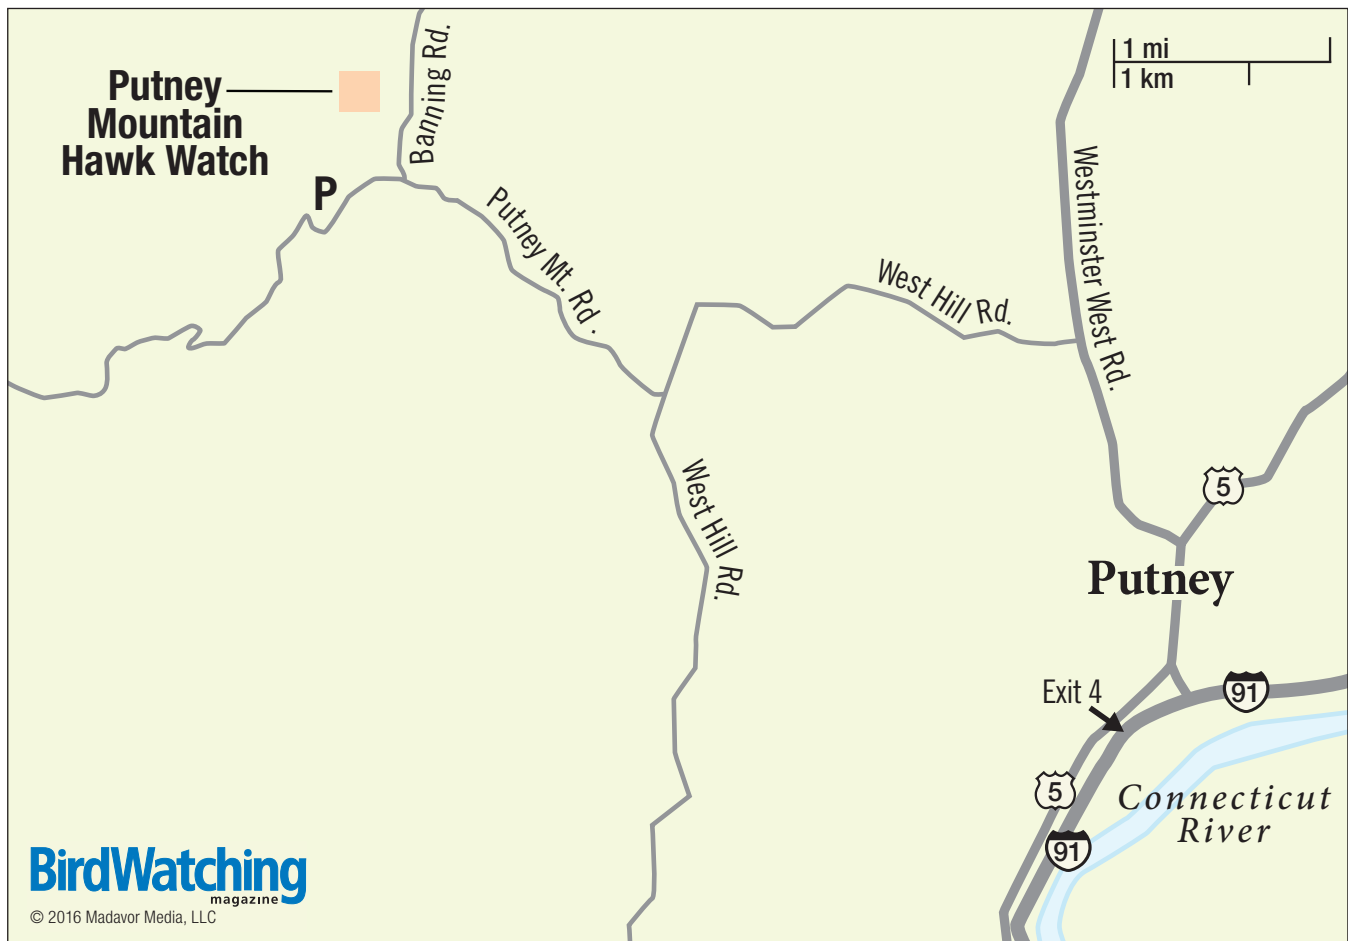 Putney
Mountain
Hawk Watch
P
Banning Rd.
Putney Mt. Rd.
West Hill Rd.
West Hill Rd.
Westminster West Rd.
1 mi
1 km
5
Putney
Exit 4
91
5
91
Connecticut
River
BirdWatching
magazine
© 2016 Madavor Media, LLC